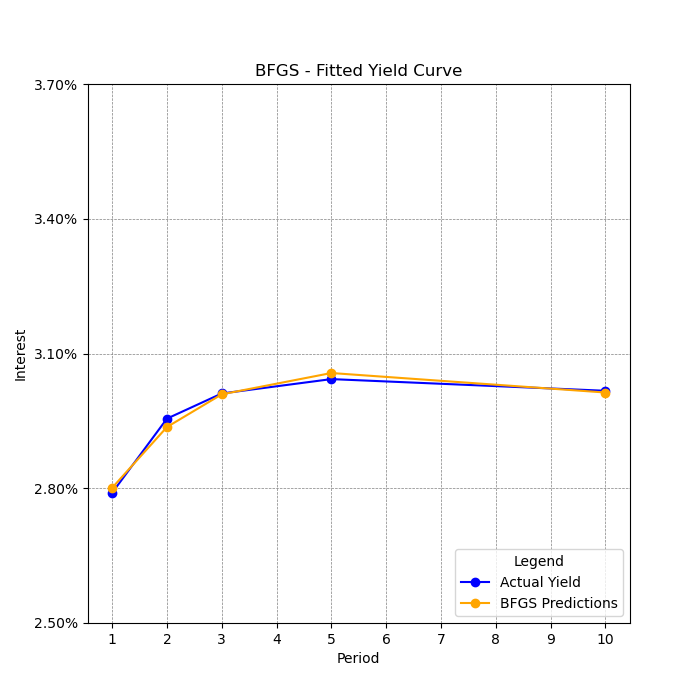 BFGS - Fitted Yield Curve
3.70%
3.40%
3.10%
2.80%
2.50%
Interest
1 2 3 4 5 6 7 8 9 10
Period
Legend
Actual Yield
BFGS Predictions